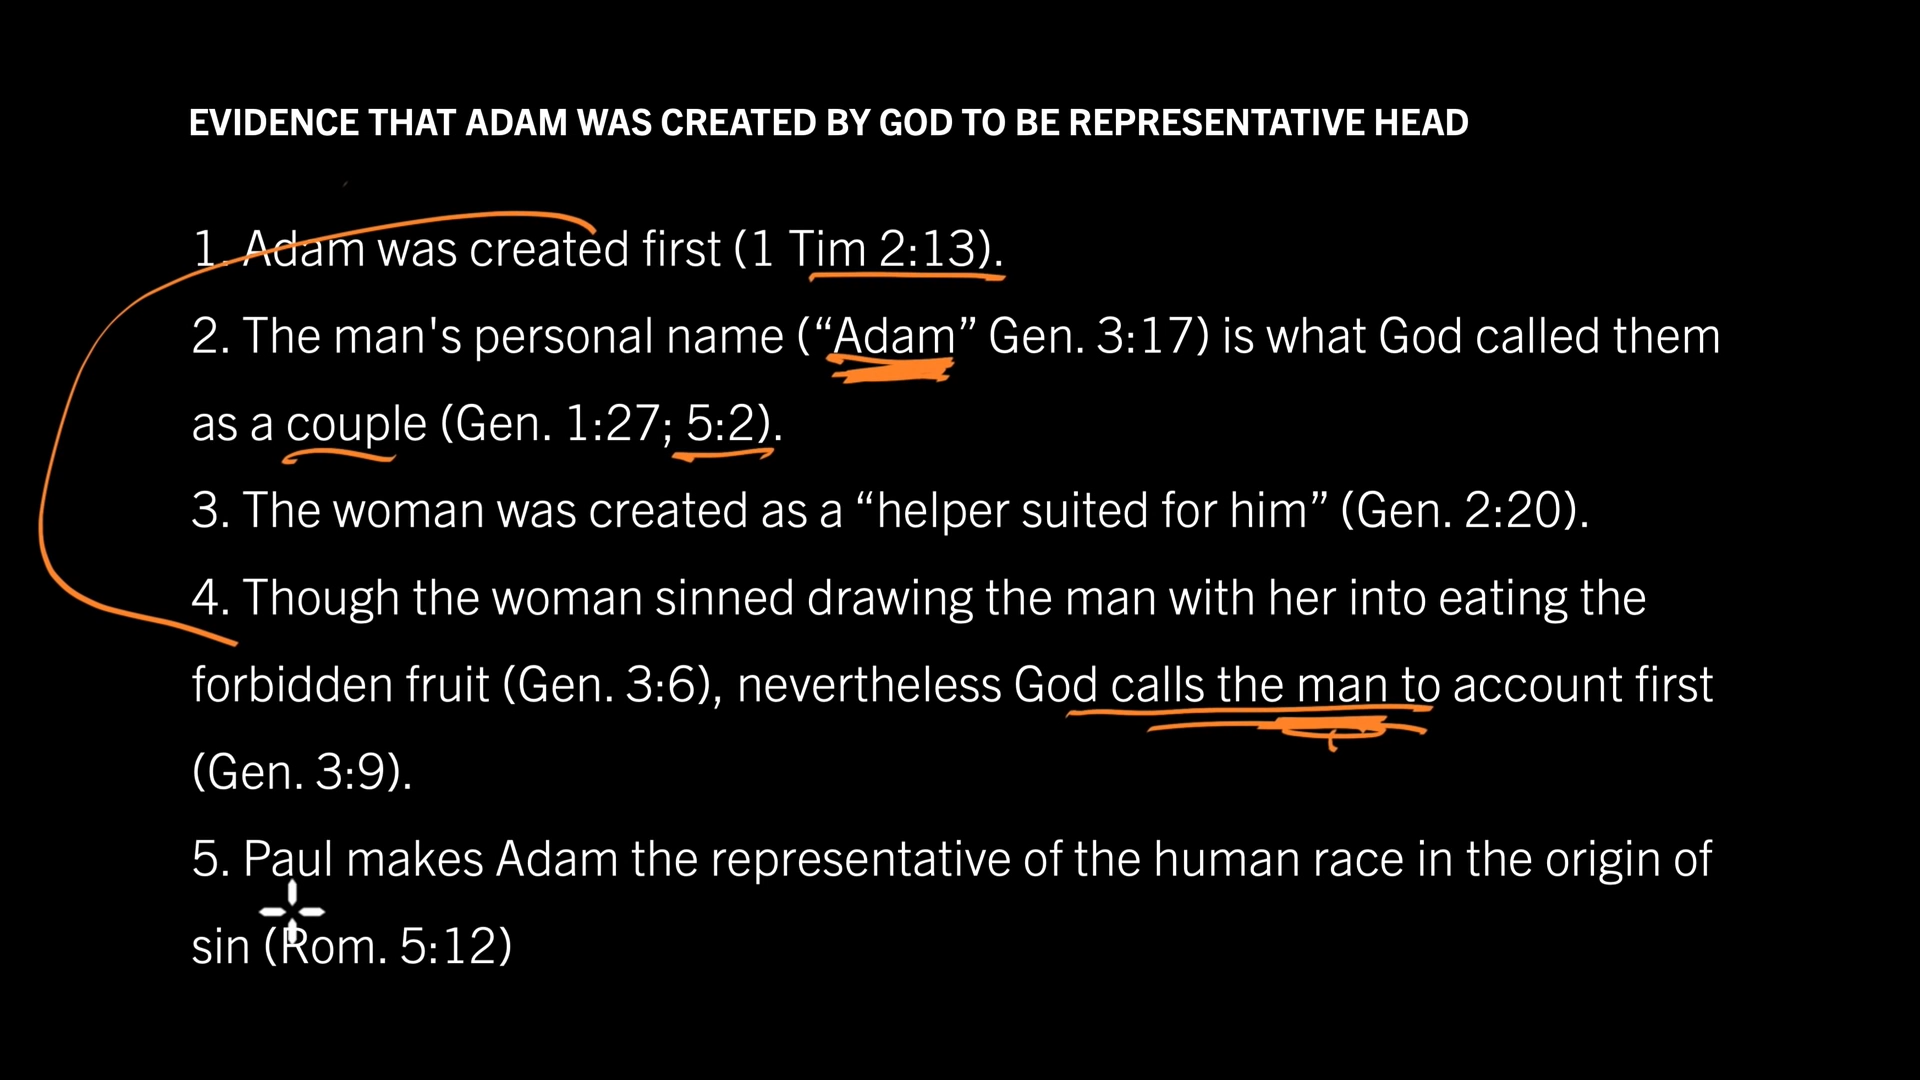 EVIDENCE THAT ADAM WAS CREATED BY GOD TO BE REPRESENTATIVE HEAD
1. Adam was created first (1 Tim 2:13).
2. The man's personal name (“Adam” Gen. 3:17) is what God called them
as a couple (Gen. 1:27; 5:2).
3. The woman was created as a “helper suited for him” (Gen. 2:20).
4. Though the woman sinned drawing the man with her into eating the
forbidden fruit (Gen. 3:6), nevertheless God calls the man to account first
(Gen. 3:9).
5. Paul makes Adam the representative of the human race in the origin of
sin (Rom. 5:12)